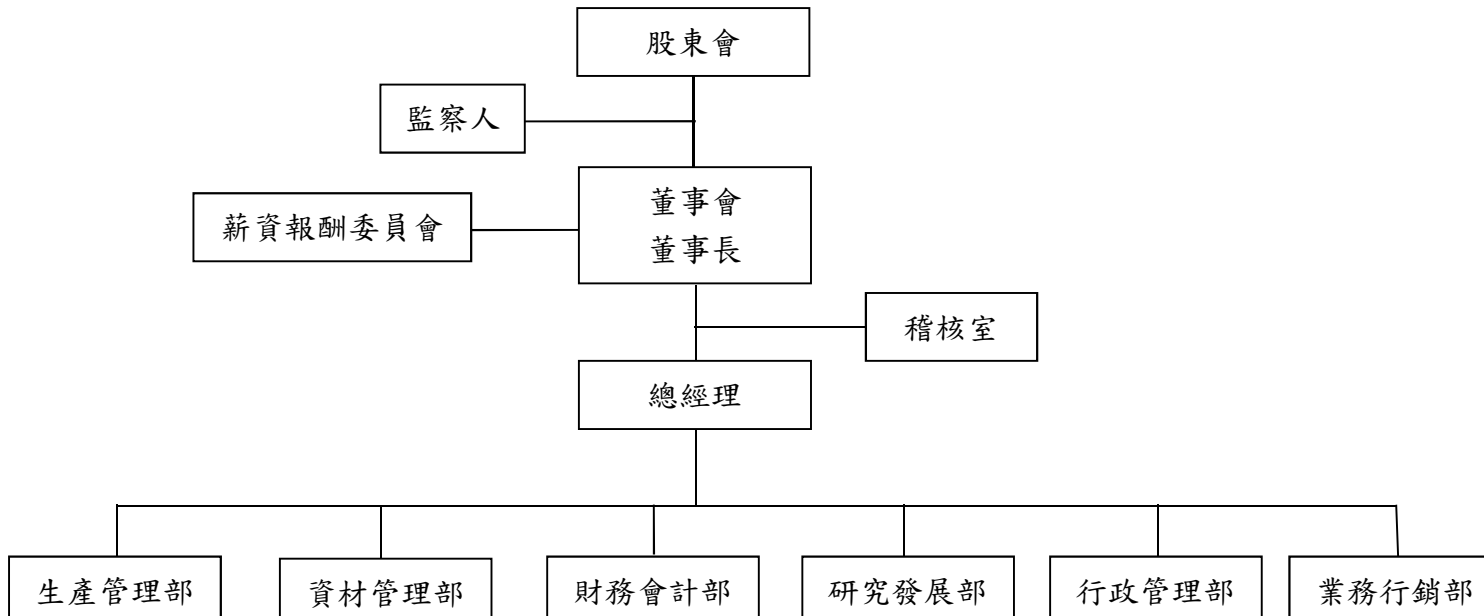 股東會
監察人
董事會
董事長
薪資報酬委員會
稽核室
總經理
生產管理部
資材管理部
財務會計部
研究發展部
行政管理部
業務行銷部